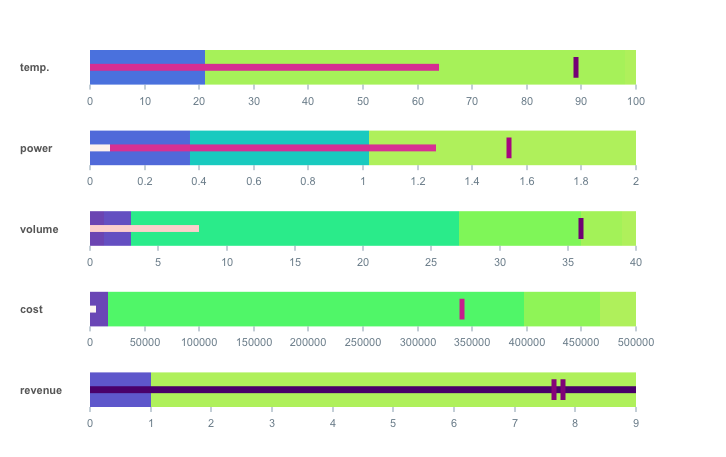 temp.
0 10 20 30 40 50 60 70 80 90 100
power
0 0.2 0.4 0.6 0.8 1 1.2 1.4 1.6 1.8 2
volume
0 5 10 15 20 25 30 35 40
cost
0 50000 100000 150000 200000 250000 300000 350000 400000 450000 500000
revenue
0 1 2 3 4 5 6 7 8 9